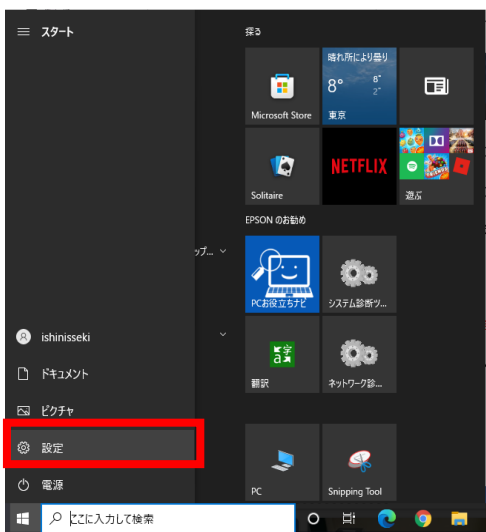 スタート
探る
晴れ所により曇り
8°
8°
2°
Microsoft Store
東京
NETFLIX
Solitaire
遊ぶ
EPSON のお勧め
ップ...
PCお役立ちナビ
システム診断ツ...
ishinisseki
字
a
翻訳
ネットワーク診...
ドキュメント
ピクチャ
設定
電源
PC
Snipping Tool
ここに入力して検索